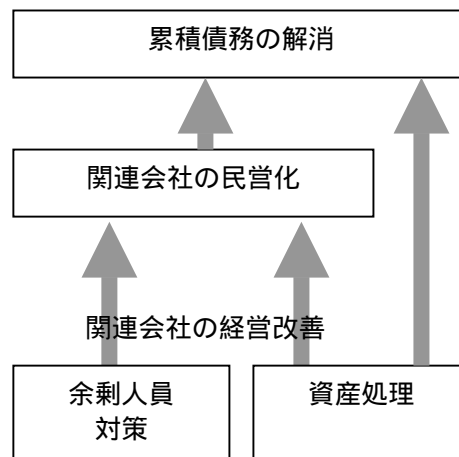 累積債務の解消
関連会社の民営化
関連会社の経営改善
余剰人員
対策
資産処理